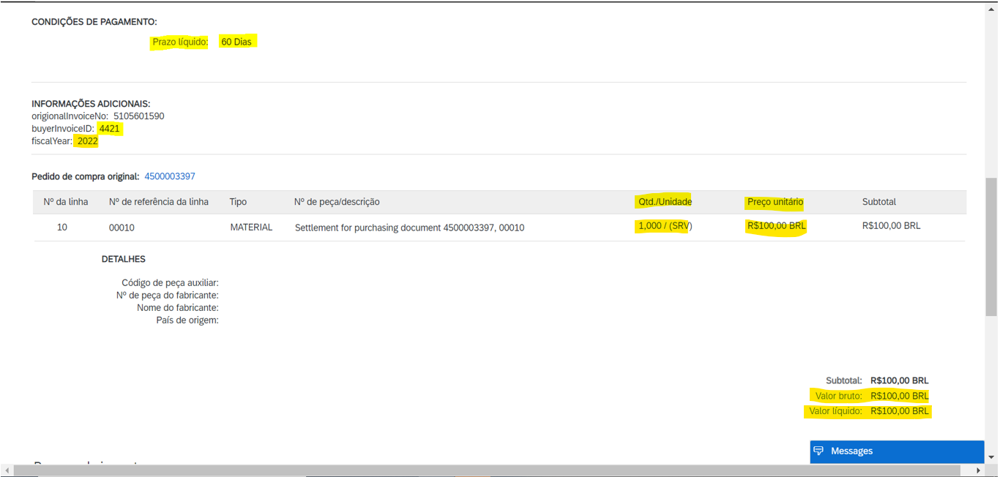 CONDIÇÕES DE PAGAMENTO:
Prazo líquido: 60 Dias
INFORMAÇÕES ADICIONAIS:
origionalInvoiceNo: 5105601590
buyerInvoiceID: 4421
fiscalYear: 2022
Pedido de compra original: 4500003397
Nº da linha Nº de referência da linha Tipo Nº de peça/descrição Qtd./Unidade Preço unitário Subtotal
10 00010 MATERIAL Settlement for purchasing document 4500003397, 00010 1,000 / (SRV) R$100,00 BRL R$100,00 BRL
DETALHES
Código de peça auxiliar:
Nº de peça do fabricante:
Nome do fabricante:
País de origem:
Subtotal: R$100,00 BRL
Valor bruto: R$100,00 BRL
Valor líquido: R$100,00 BRL
Messages